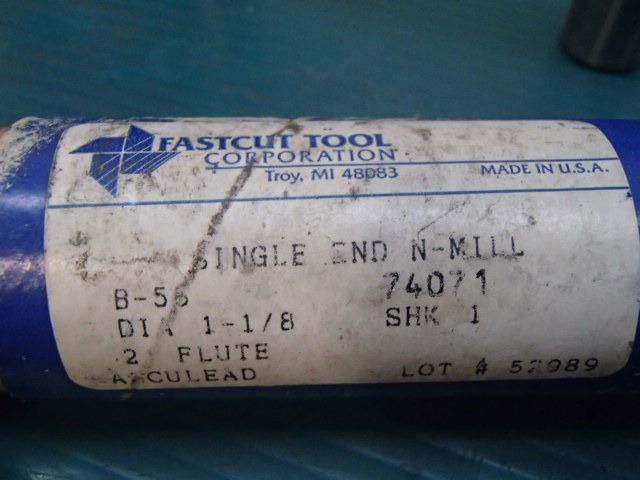 FASTCUT TOOL
CORPORATION
Troy, MI 48083
MADE IN U.S.A.
SINGLE END N-MILL
74071
DIA 1-1/8 SHK 1
2 FLUTE
ACCULEAD LOT #